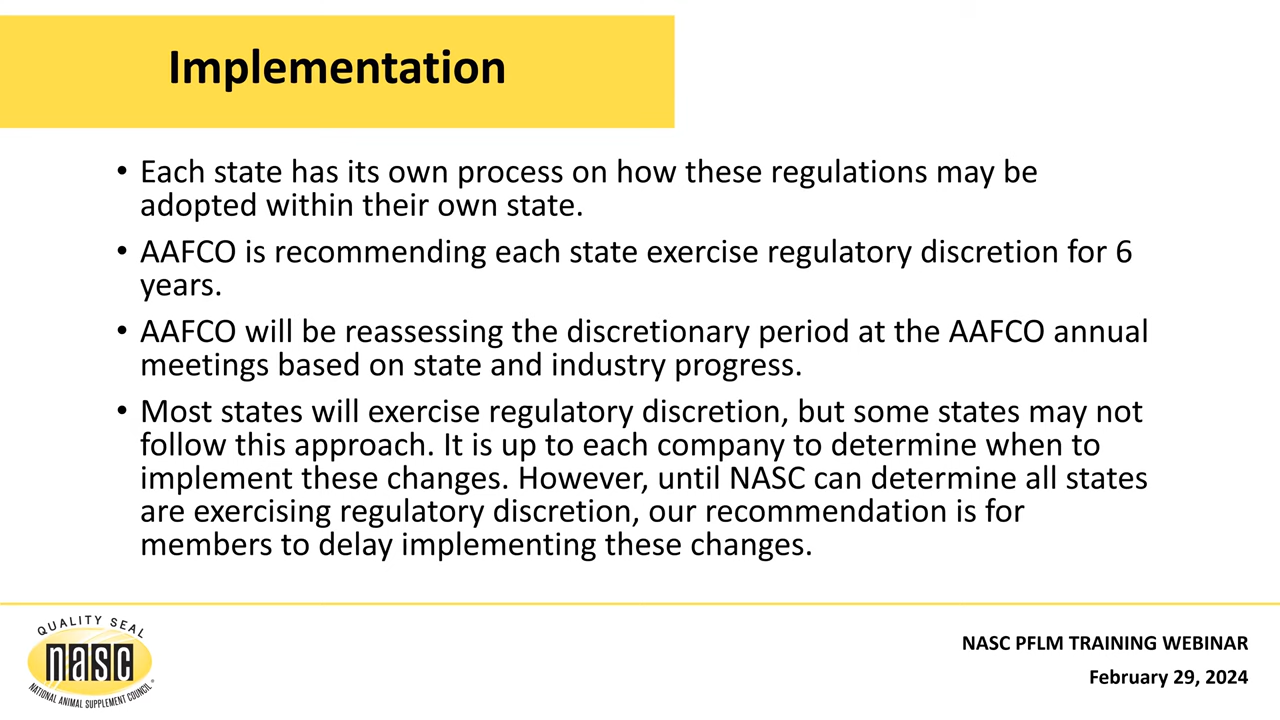 Implementation
• Each state has its own process on how these regulations may be
adopted within their own state.
• AAFCO is recommending each state exercise regulatory discretion for 6
years.
• AAFCO will be reassessing the discretionary period at the AAFCO annual
meetings based on state and industry progress.
• Most states will exercise regulatory discretion, but some states may not
follow this approach. It is up to each company to determine when to
implement these changes. However, until NASC can determine all states
are exercising regulatory discretion, our recommendation is for
members to delay implementing these changes.
QUALITY SEAL
nasc
NATIONAL ANIMAL SUPPLEMENT COUNCIL®
NASC PFLM TRAINING WEBINAR
February 29, 2024